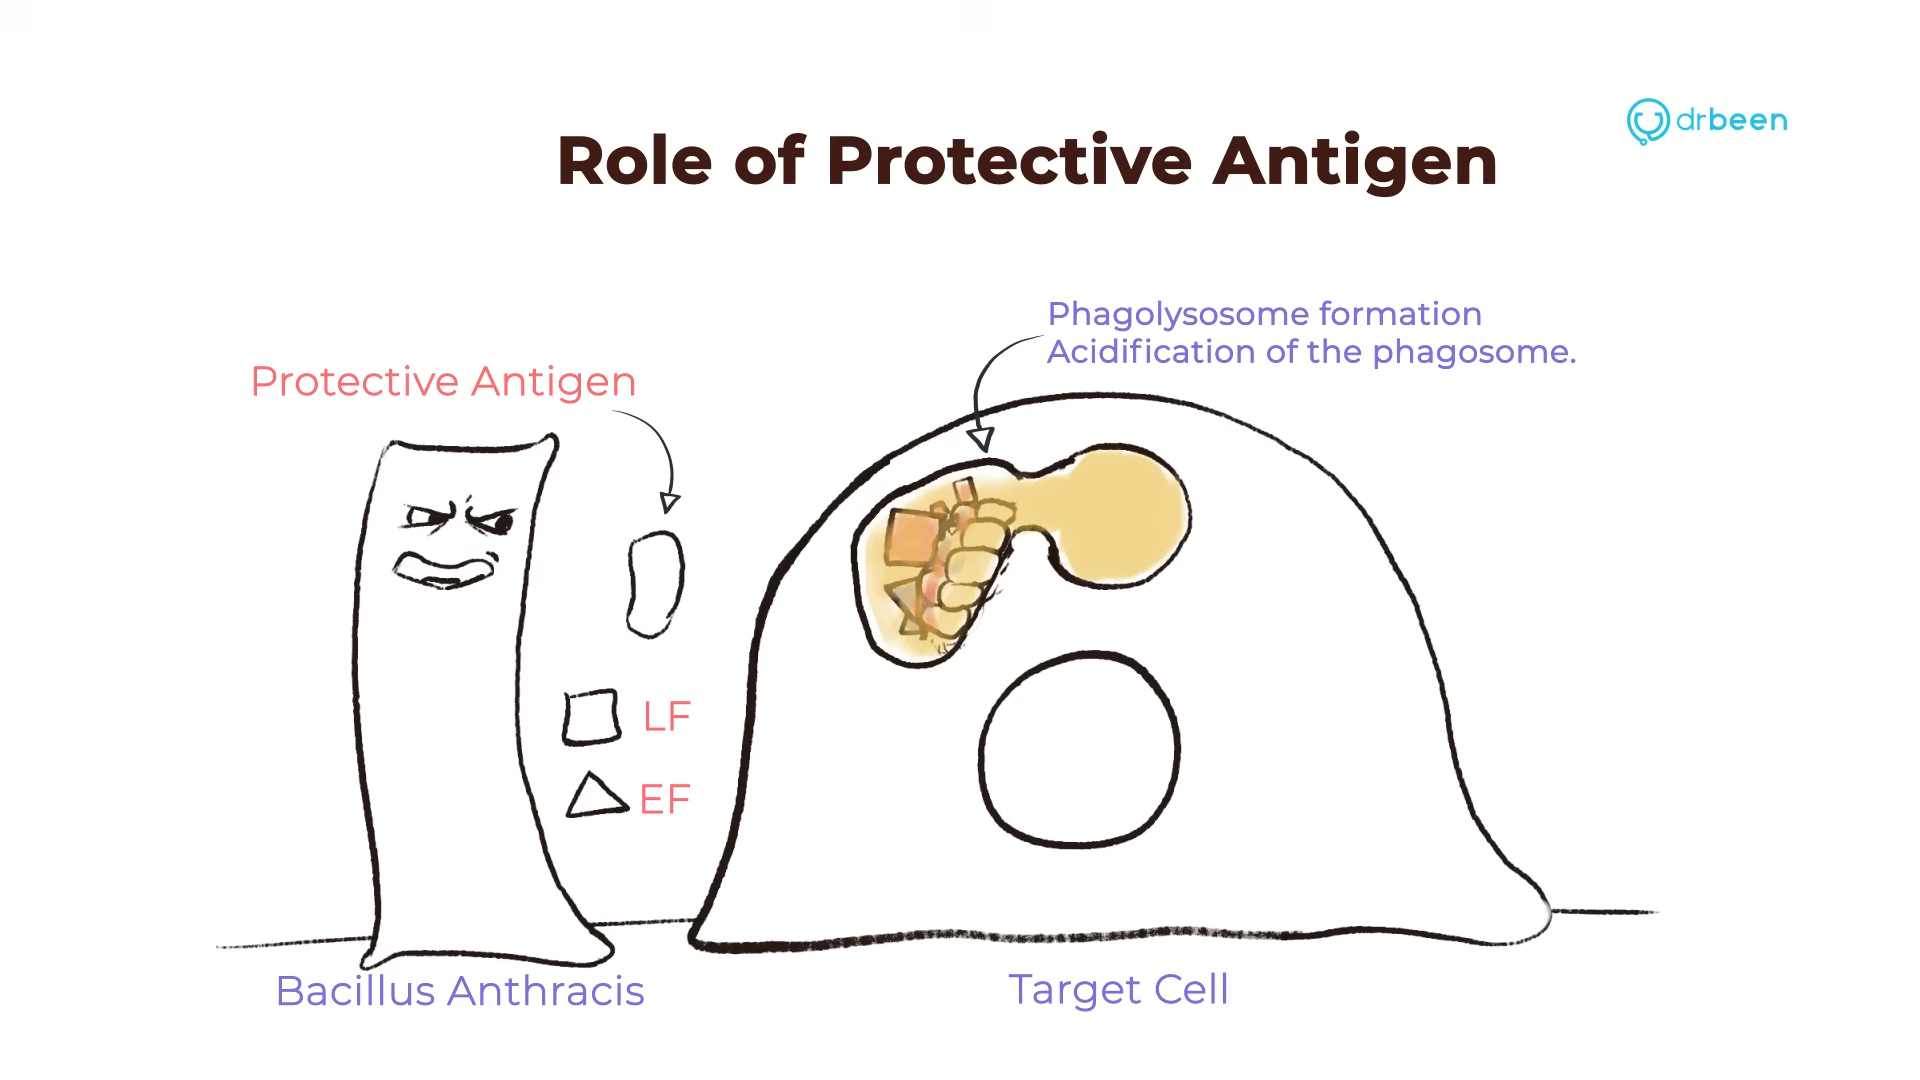 drbeen
Role of Protective Antigen
Phagolysosome formation
Acidification of the phagosome.
Protective Antigen
LF
EF
Bacillus Anthracis
Target Cell